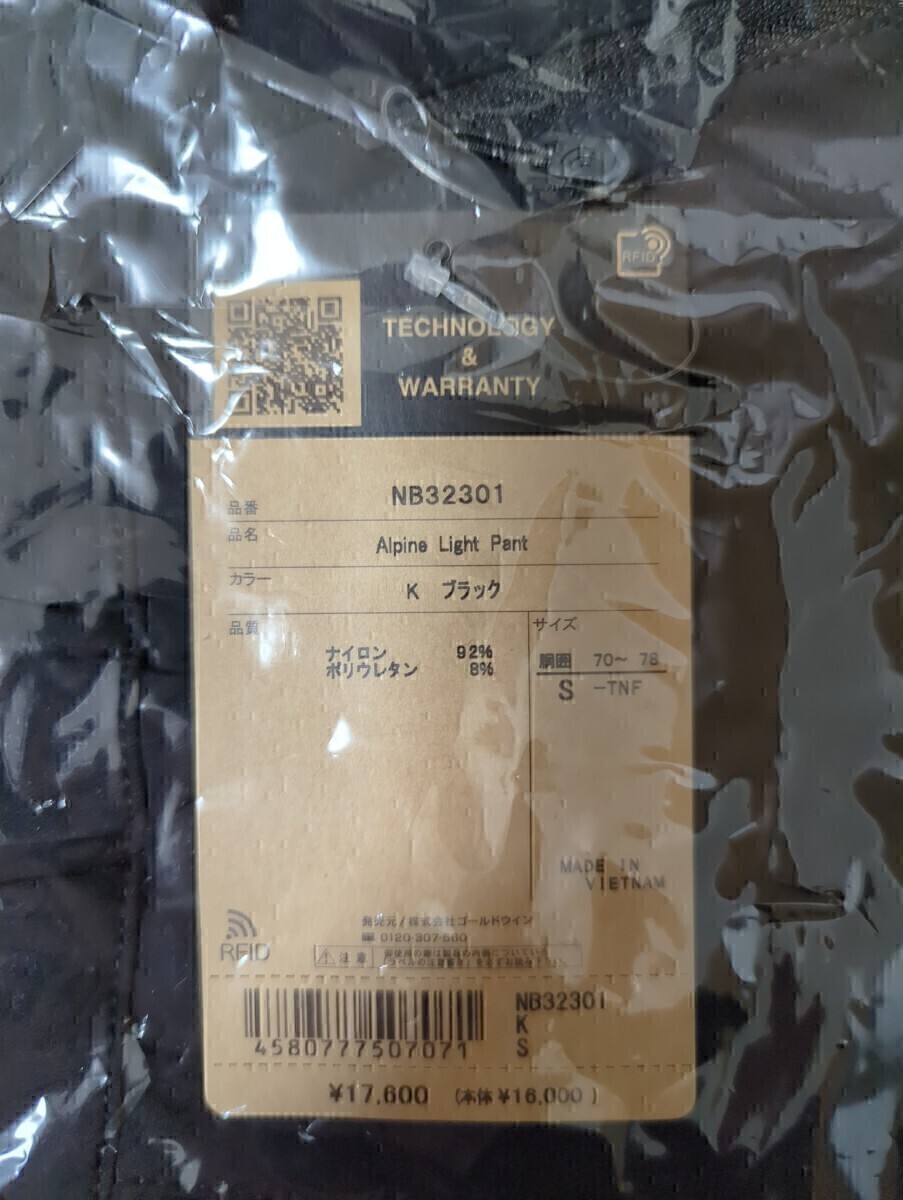 RFID
TECHNOLOGY
&
WARRANTY
品番 NB32301
品名 Alpine Light Pant
カラー K ブラック
品質
ナイロン 92%
ポリウレタン 8%
サイズ
胴囲 70～ 78
S -TNF
MADE IN
VIETNAM
RFID
発売元/株式会社ゴールドウイン
0120-307-560
注意
4580777507071
NB32301
K
S
¥17,600 (本体¥16,000)